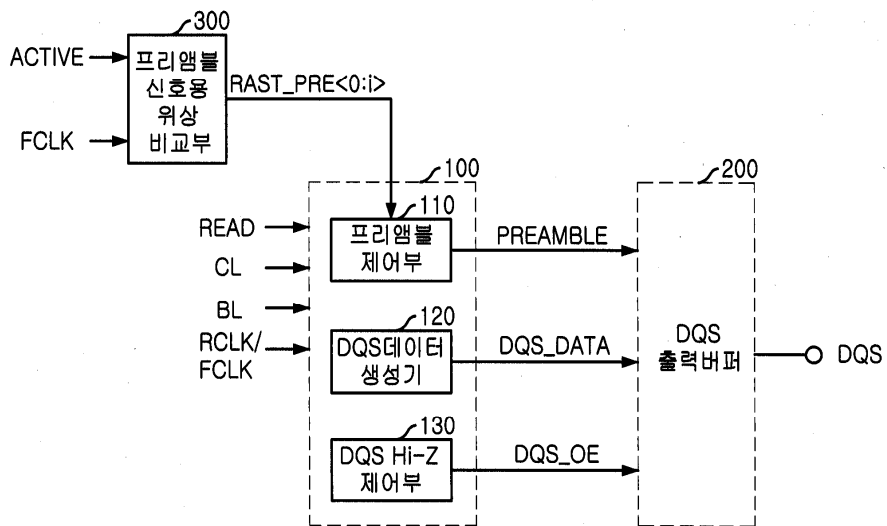 300
ACTIVE
FCLK
프리앰블
신호용
위상
비교부
RAST_PRE<0:i>
100
200
READ
CL
BL
RCLK/
FCLK
110
프리앰블
제어부
PREAMBLE
120
DQS데이터
생성기
DQS_DATA
130
DQS Hi-Z
제어부
DQS_OE
DQS
출력버퍼
DQS